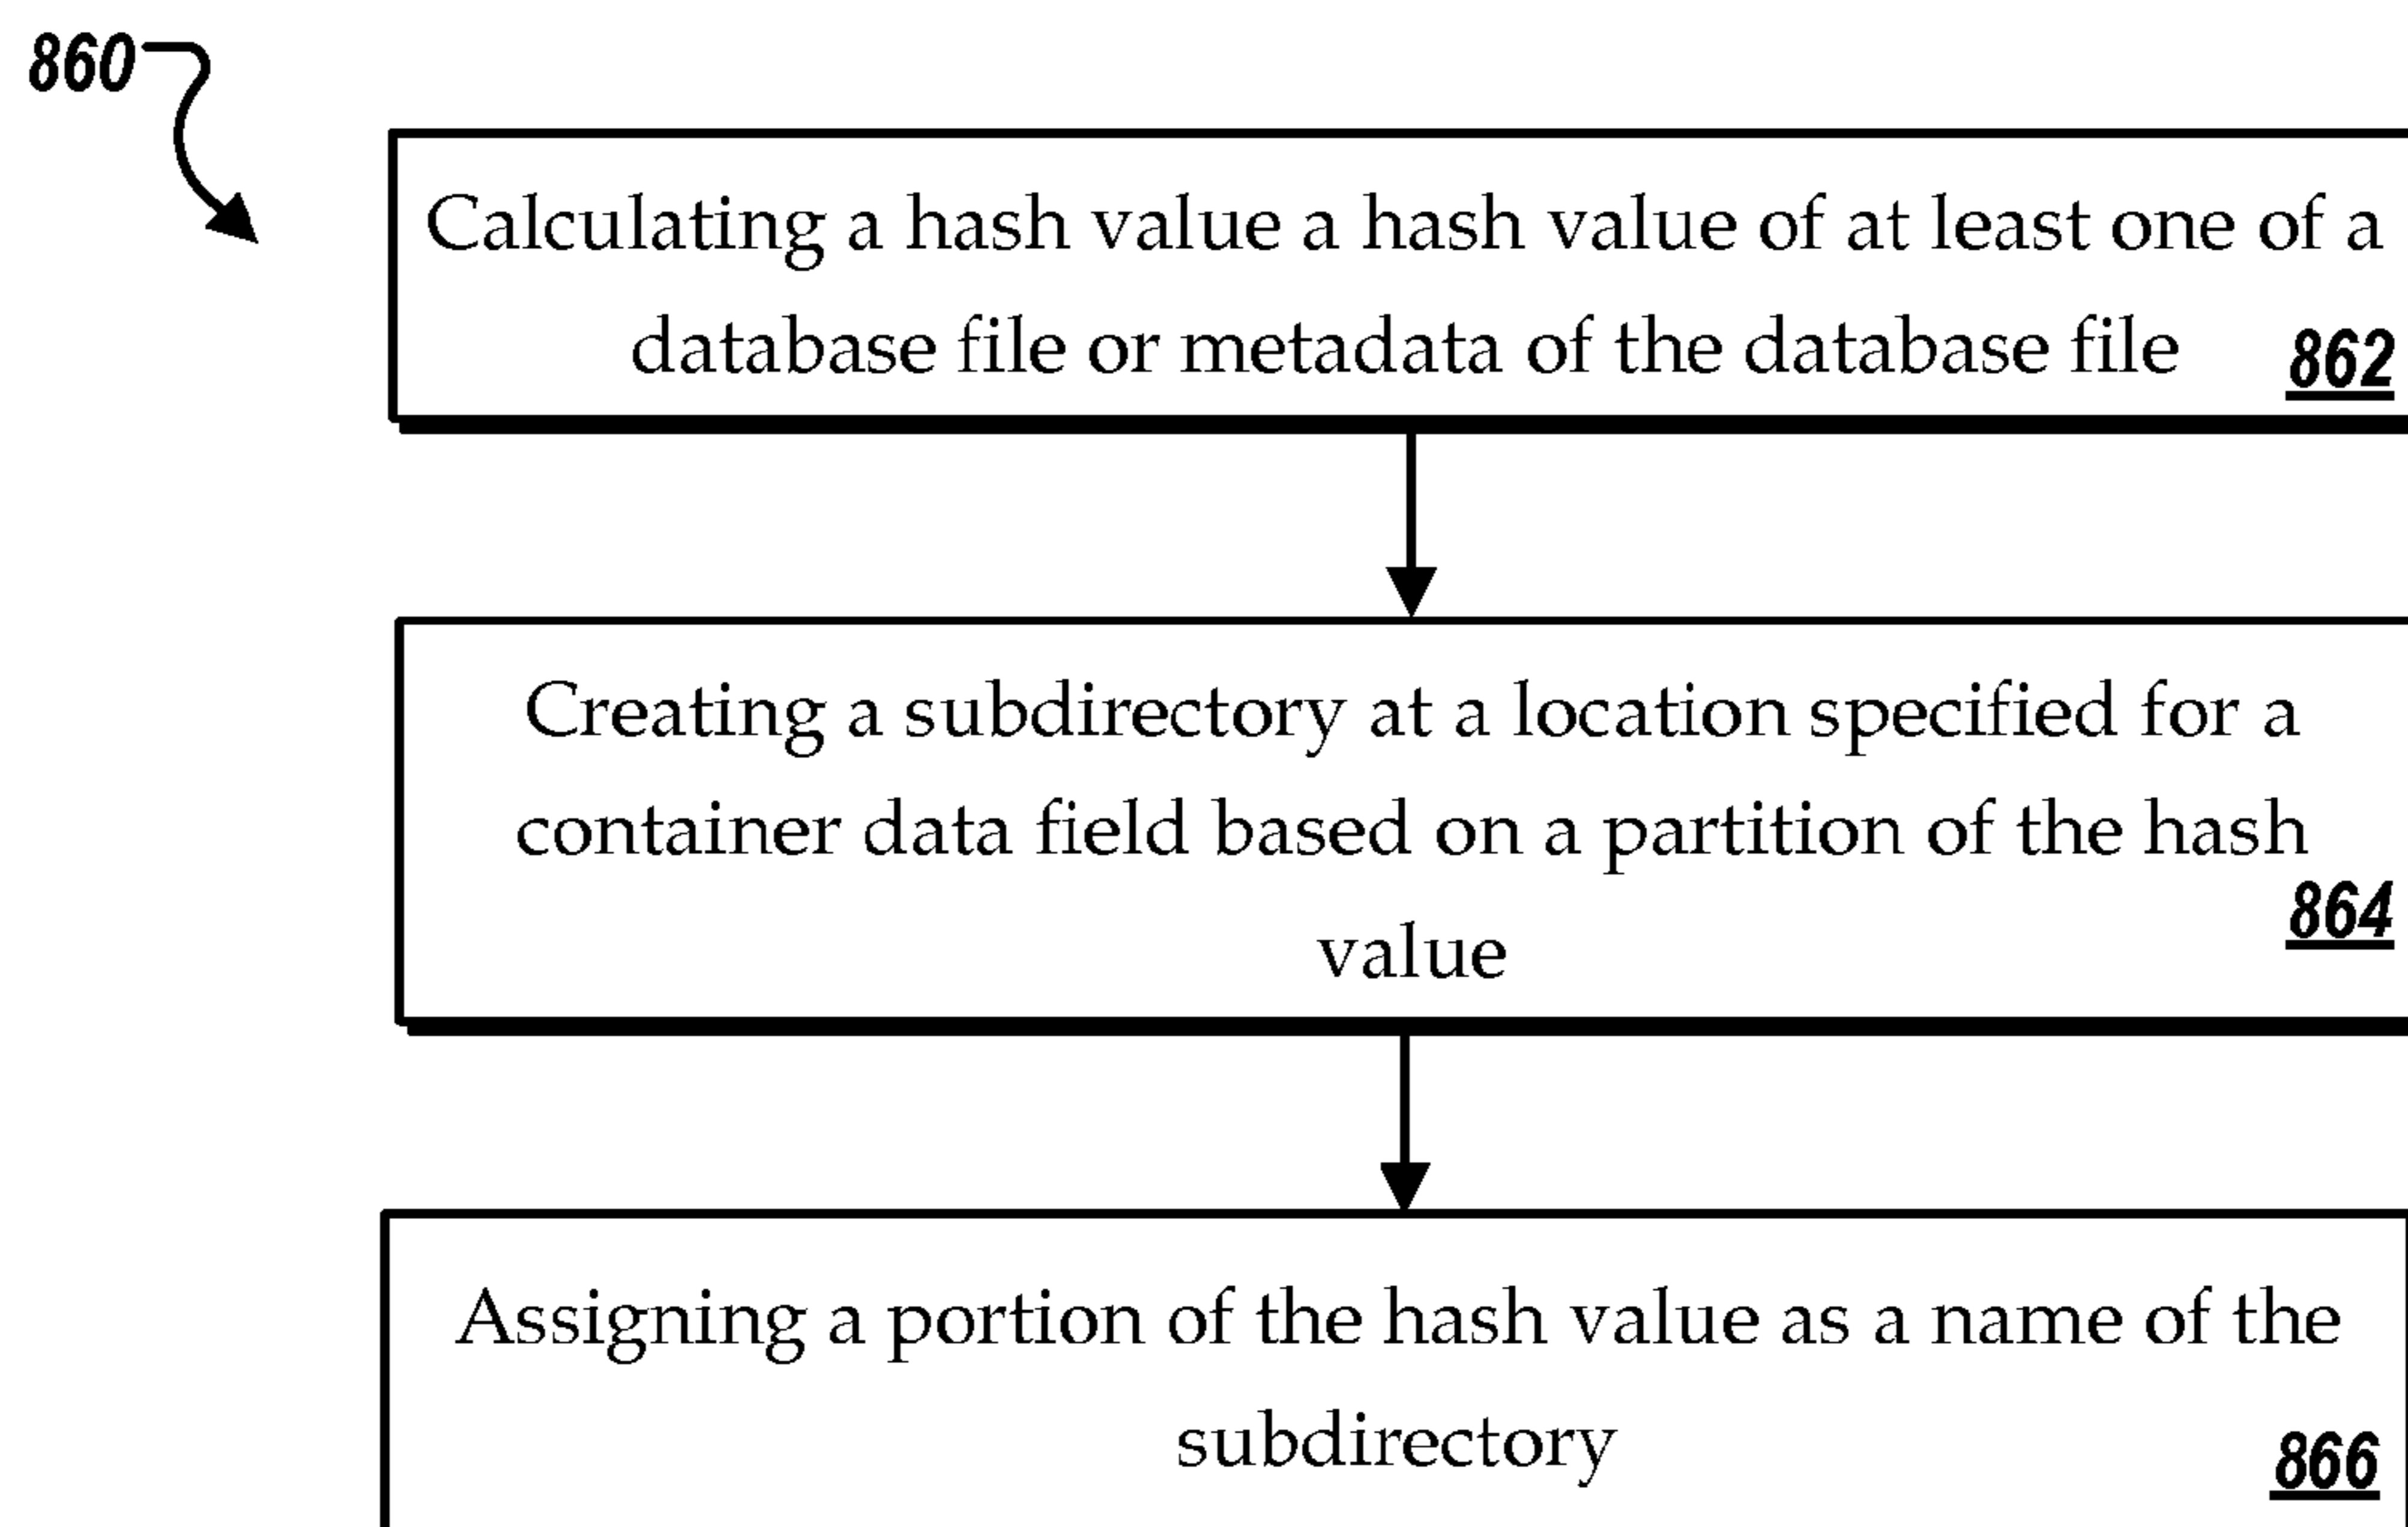 860
Calculating a hash value a hash value of at least one of a
database file or metadata of the database file 862
Creating a subdirectory at a location specified for a
container data field based on a partition of the hash
864
value
Assigning a portion of the hash value as a name of the
subdirectory
866